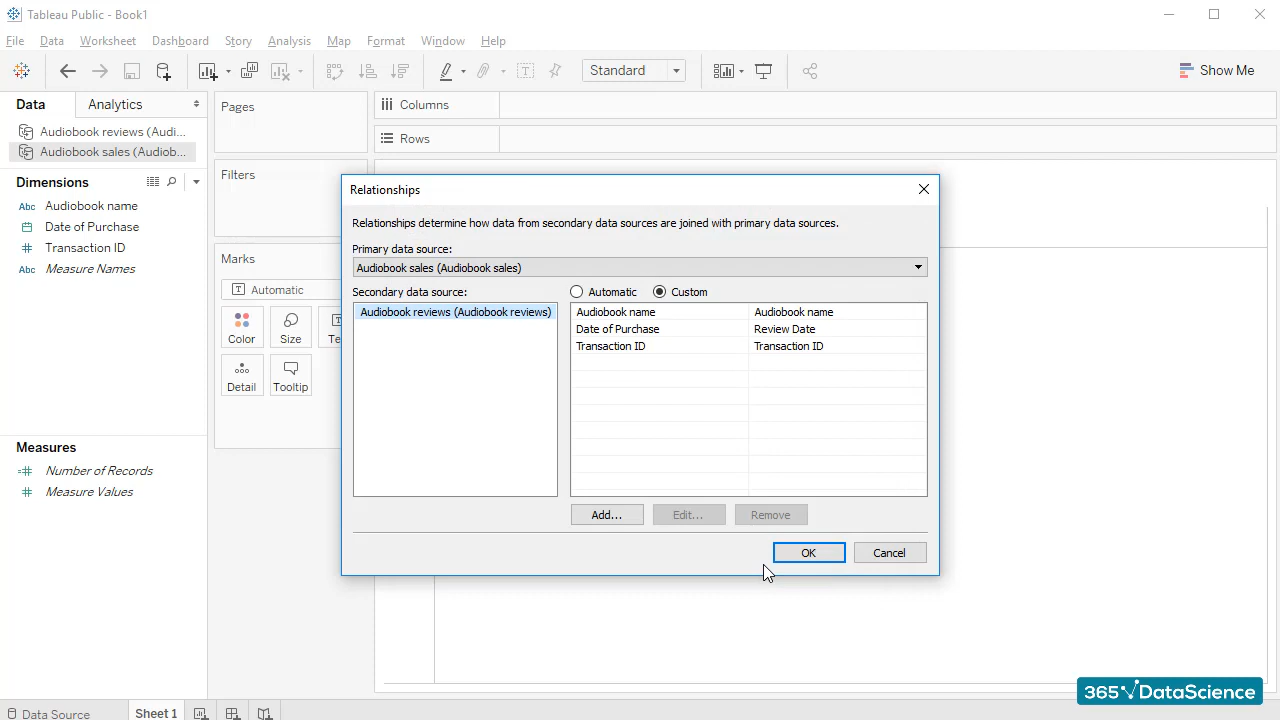 Tableau Public - Book1
File Data Worksheet Dashboard Story Analysis Map Format Window Help
Standard
Show Me
Data Analytics
Audiobook reviews (Audi...
Audiobook sales (Audiob...
Dimensions
Abc Audiobook name
Date of Purchase
# Transaction ID
Abc Measure Names
Measures
=# Number of Records
# Measure Values
Pages
Filters
Marks
T Automatic
Color Size Te
Detail Tooltip
Columns
Rows
Relationships
Relationships determine how data from secondary data sources are joined with primary data sources.
Primary data source:
Audiobook sales (Audiobook sales)
Secondary data source: Automatic Custom
Audiobook reviews (Audiobook reviews)
Audiobook name Audiobook name
Date of Purchase Review Date
Transaction ID Transaction ID
Add... Edit... Remove
OK Cancel
365 DataScience
Data Source Sheet 1